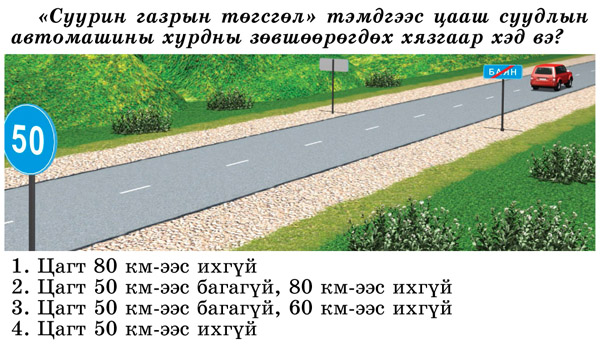 «Суурин газрын төгсгөл» тэмдгээс цааш суудлын
автомашины хурдны зөвшөөрөгдөх хязгаар хэд вэ?
50
БАЯН
1. Цагт 80 км-ээс ихгүй
2. Цагт 50 км-ээс багагүй, 80 км-ээс ихгүй
3. Цагт 50 км-ээс багагүй, 60 км-ээс ихгүй
4. Цагт 50 км-ээс ихгүй